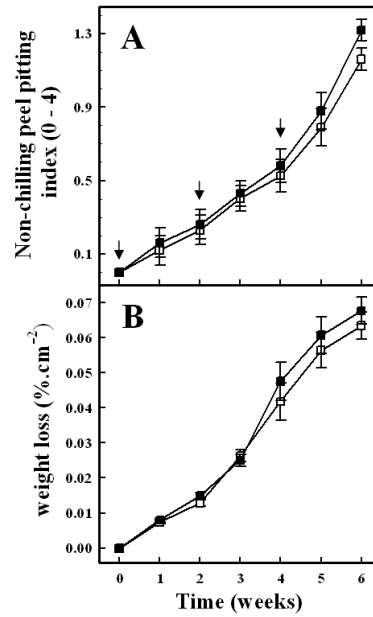 A
Non-chilling peel pitting
index (0 - 4)
1.3
0.9
0.5
0.1
B
weight loss (%.cm⁻²)
0.07
0.06
0.05
0.04
0.03
0.02
0.01
0.00
0 1 2 3 4 5 6
Time (weeks)